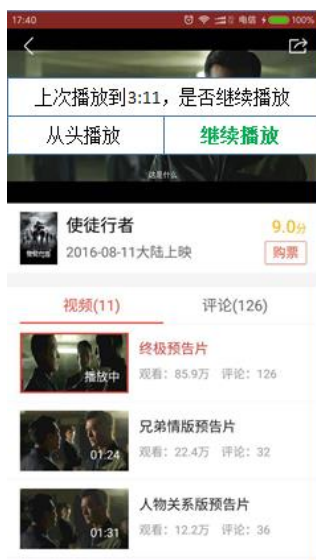 17:40
电信 100%
上次播放到3:11，是否继续播放
从头播放 继续播放
这是什么
使徒行者 9.0分
2016-08-11大陆上映 购票
视频(11) 评论(126)
终极预告片
播放中 观看：85.9万 评论：126
兄弟情版预告片
01:24 观看：22.4万 评论：32
人物关系版预告片
01:31 观看：12.2万 评论：36